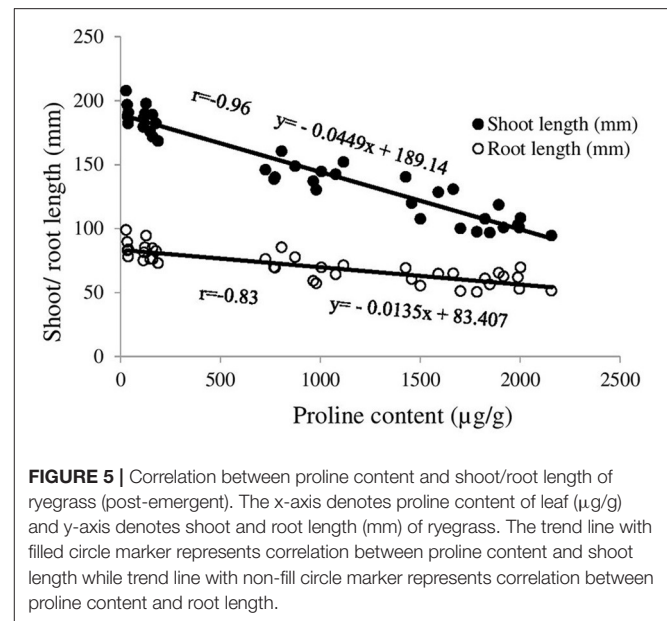 250
200
150
100
50
0
Shoot/ root length (mm)
r=-0.96
y= - 0.0449x + 189.14
Shoot length (mm)
Root length (mm)
r=-0.83
y= - 0.0135x + 83.407
0 500 1000 1500 2000 2500
Proline content (µg/g)
FIGURE 5 | Correlation between proline content and shoot/root length of
ryegrass (post-emergent). The x-axis denotes proline content of leaf (µg/g)
and y-axis denotes shoot and root length (mm) of ryegrass. The trend line with
filled circle marker represents correlation between proline content and shoot
length while trend line with non-fill circle marker represents correlation between
proline content and root length.